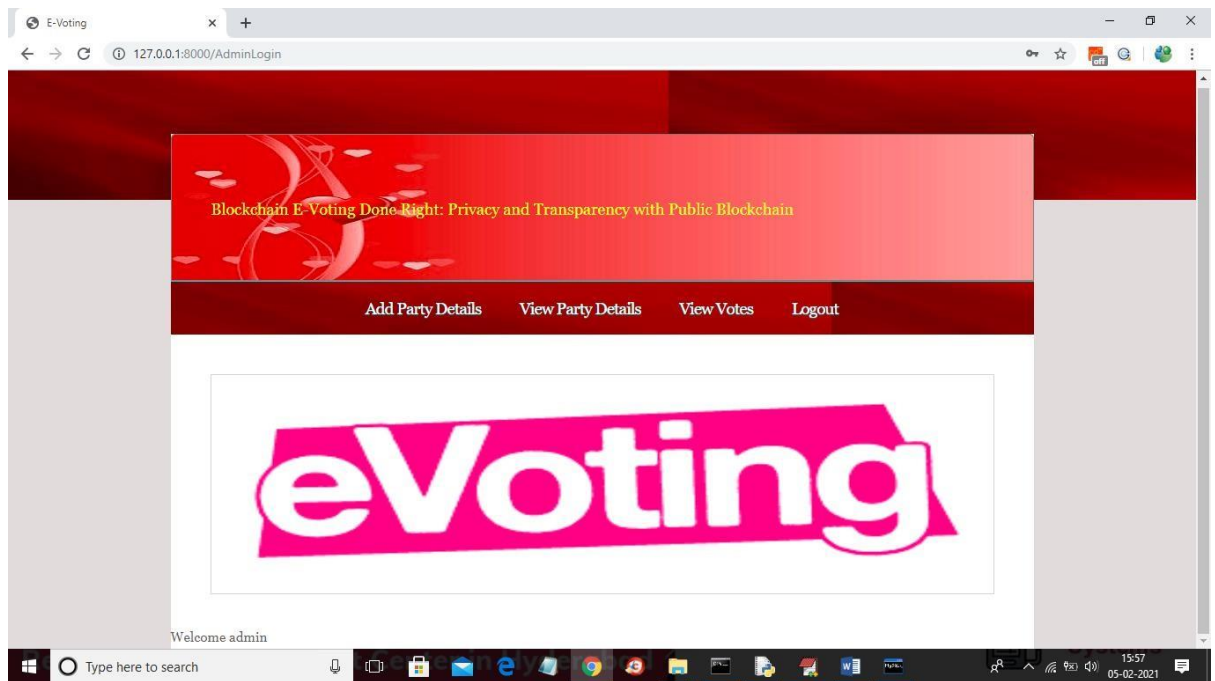 E-Voting
127.0.0.1:8000/AdminLogin
off
Blockchain E-Voting Done Right: Privacy and Transparency with Public Blockchain
Add Party Details View Party Details View Votes Logout
eVoting
Welcome admin
Type here to search
15:57
05-02-2021